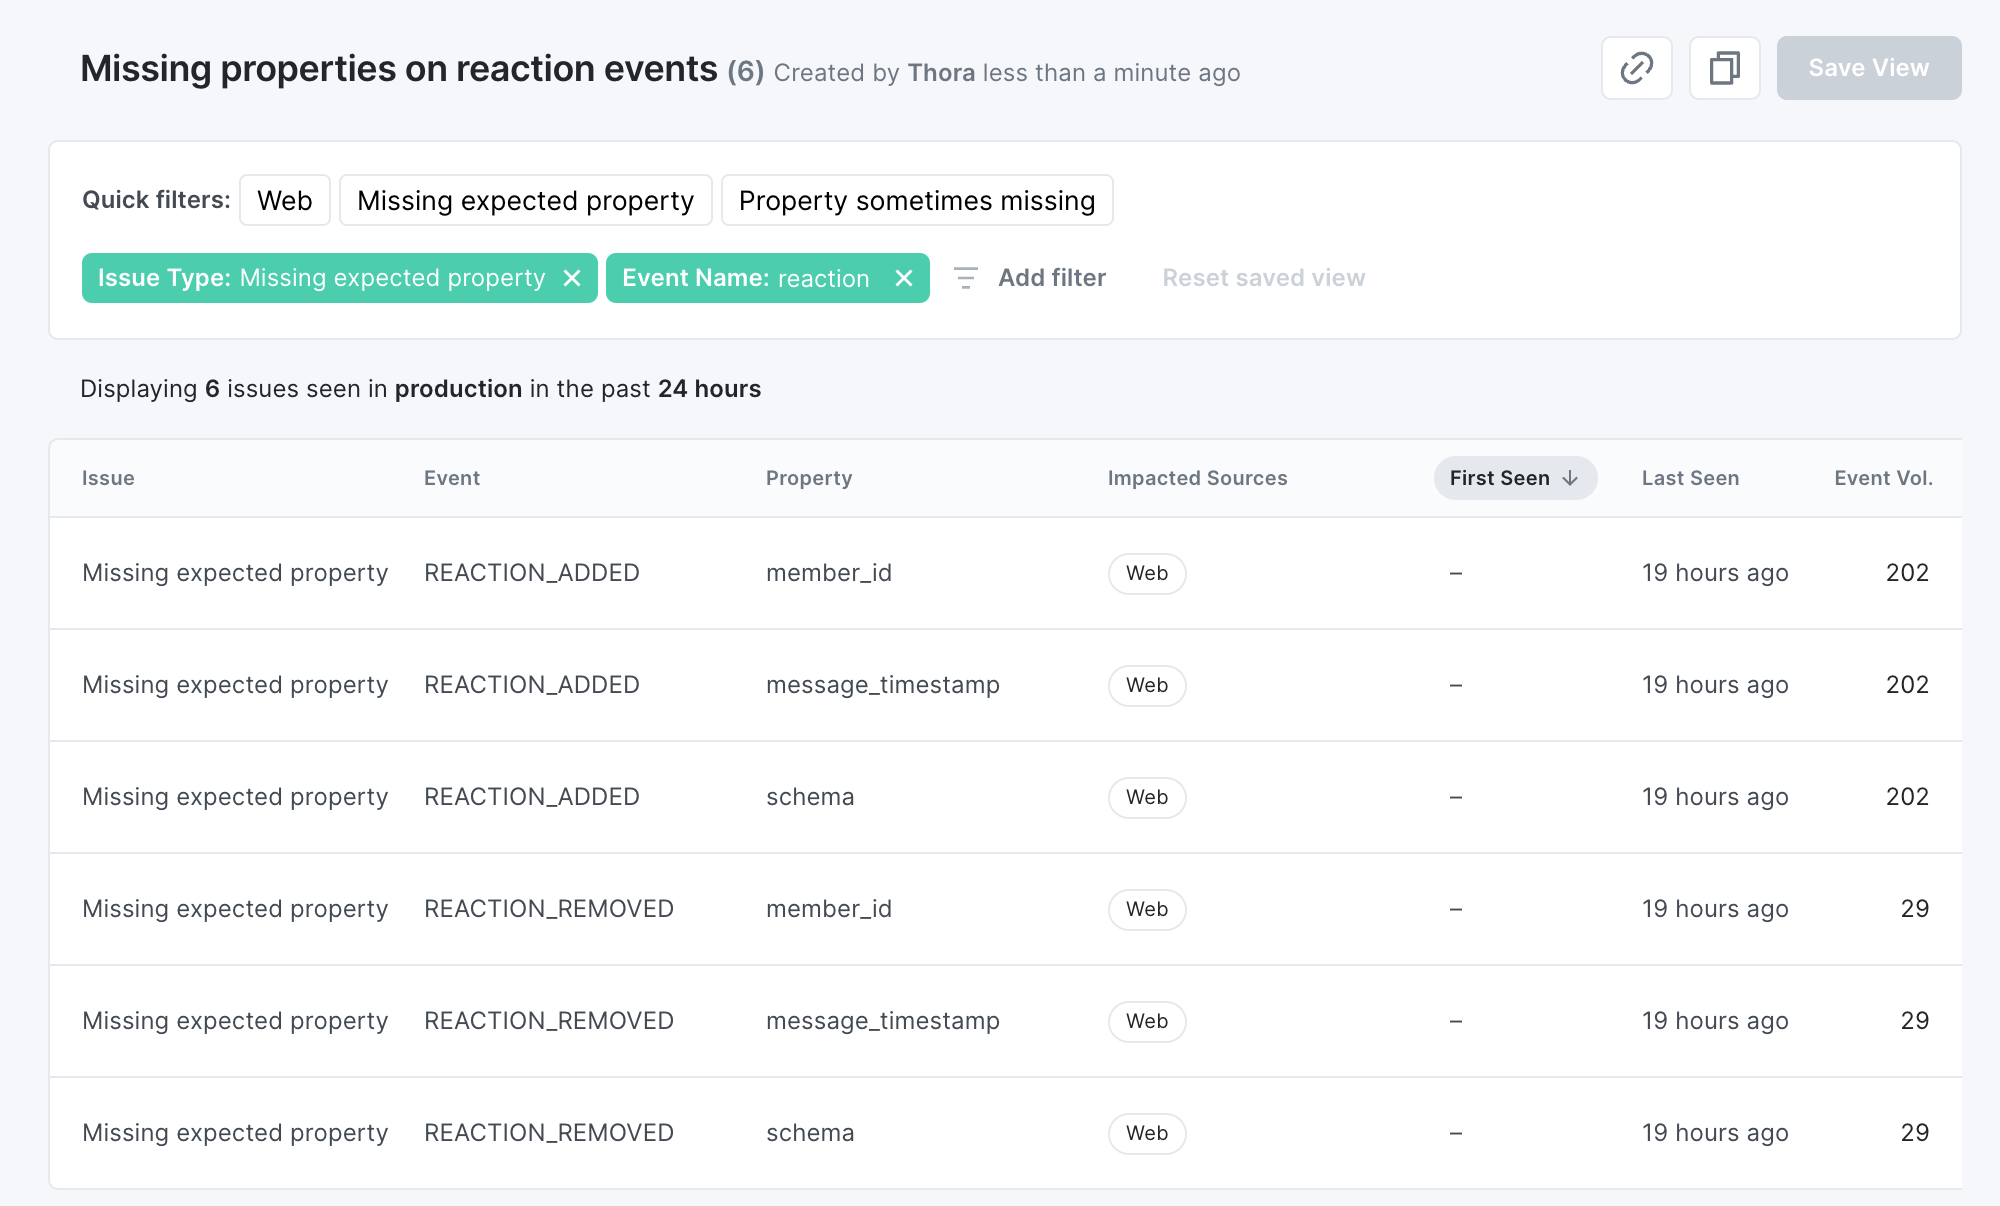 Missing properties on reaction events (6) Created by Thora less than a minute ago Save View
Quick filters: Web Missing expected property Property sometimes missing
Issue Type: Missing expected property Event Name: reaction Add filter Reset saved view
Displaying 6 issues seen in production in the past 24 hours
Issue Event Property Impacted Sources First Seen ↓ Last Seen Event Vol.
Missing expected property REACTION_ADDED member_id Web – 19 hours ago 202
Missing expected property REACTION_ADDED message_timestamp Web – 19 hours ago 202
Missing expected property REACTION_ADDED schema Web – 19 hours ago 202
Missing expected property REACTION_REMOVED member_id Web – 19 hours ago 29
Missing expected property REACTION_REMOVED message_timestamp Web – 19 hours ago 29
Missing expected property REACTION_REMOVED schema Web – 19 hours ago 29